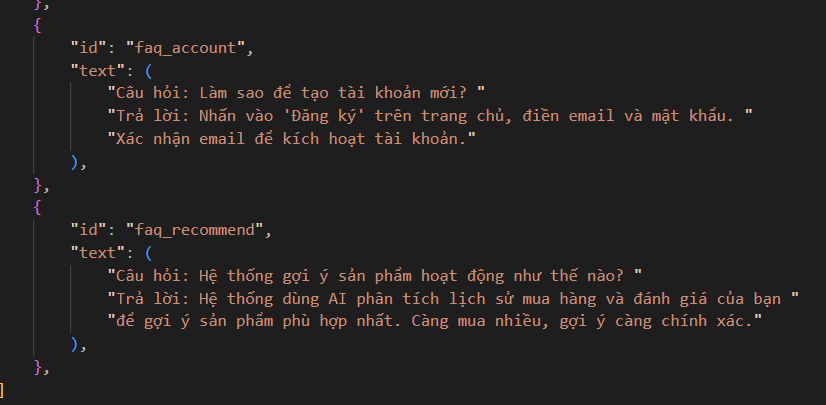 },
{
"id": "faq_account",
"text": (
"Câu hỏi: Làm sao để tạo tài khoản mới? "
"Trả lời: Nhấn vào 'Đăng ký' trên trang chủ, điền email và mật khẩu. "
"Xác nhận email để kích hoạt tài khoản."
),
},
{
"id": "faq_recommend",
"text": (
"Câu hỏi: Hệ thống gợi ý sản phẩm hoạt động như thế nào? "
"Trả lời: Hệ thống dùng AI phân tích lịch sử mua hàng và đánh giá của bạn "
"để gợi ý sản phẩm phù hợp nhất. Càng mua nhiều, gợi ý càng chính xác."
),
},
]